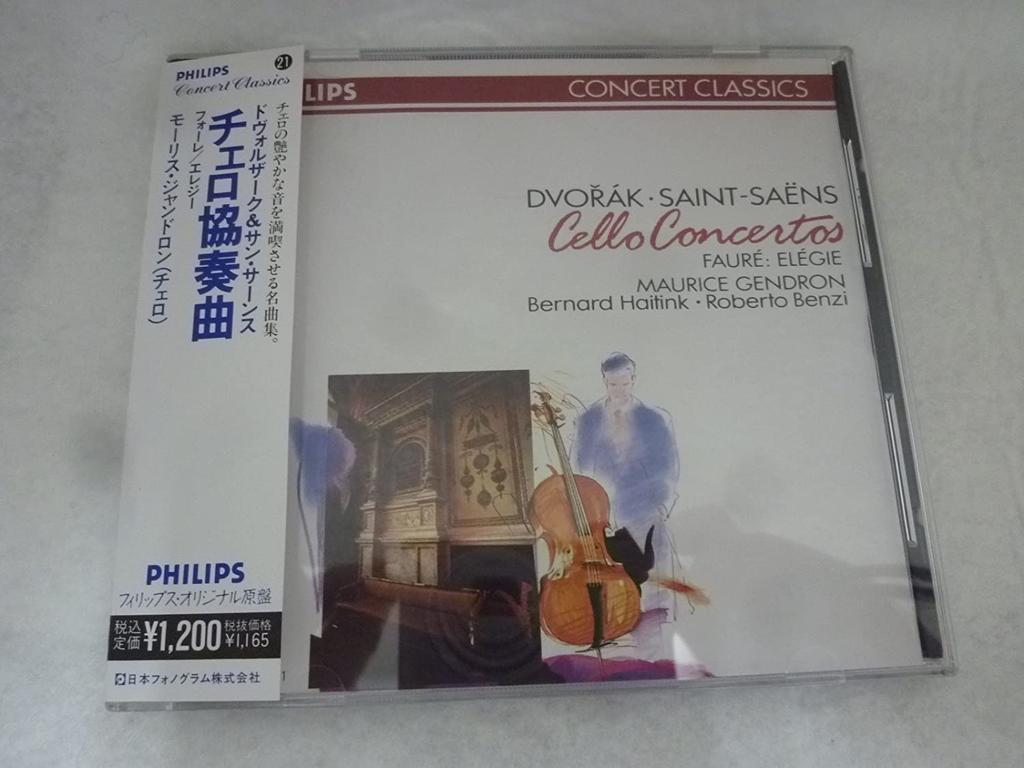 PHILIPS
Concert Classics
21
チェロの艶やかな音を満喫させる名曲集。
ドヴォルザーク&サン・サーンス
チェロ協奏曲
フォーレ/エレジー
モーリス・ジャンドロン(チェロ)
PHILIPS
フィリップス・オリジナル原盤
税込定価¥1,200 税抜価格¥1,165
日本フォノグラム株式会社
LIPS
CONCERT CLASSICS
DVOŘÁK · SAINT-SAËNS
Cello Concertos
FAURÉ: ELÉGIE
MAURICE GENDRON
Bernard Haitink · Roberto Benzi
1